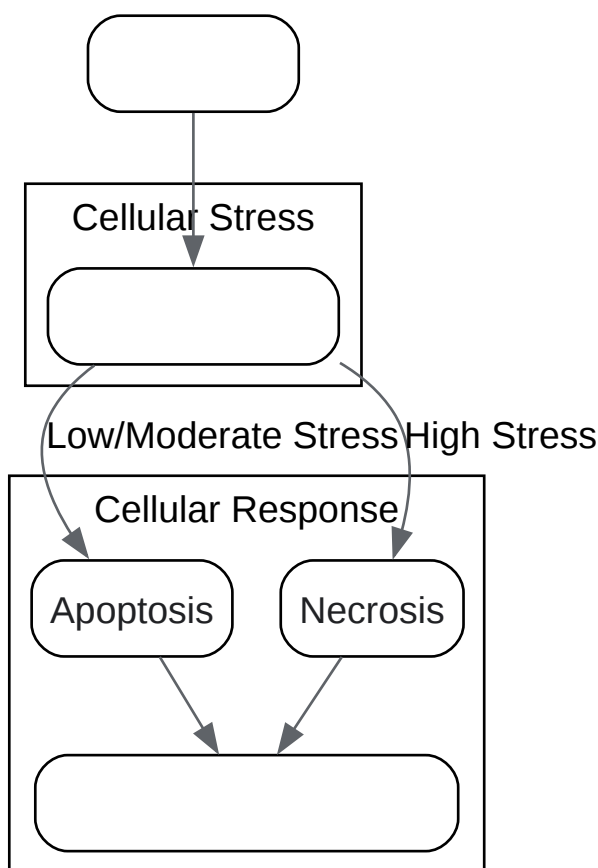 Cellular Stress
Low/Moderate Stress High Stress
Cellular Response
Apoptosis Necrosis